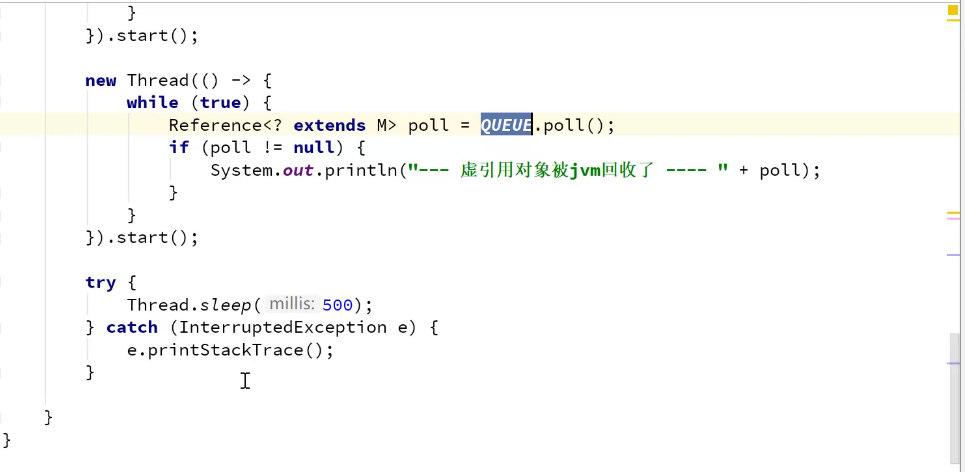 }
}).start();
new Thread(() -> {
while (true) {
Reference<? extends M> poll = QUEUE.poll();
if (poll != null) {
System.out.println("--- 虚引用对象被jvm回收了 ---- " + poll);
}
}
}).start();
try {
Thread.sleep( millis: 500);
} catch (InterruptedException e) {
e.printStackTrace();
}
}
}